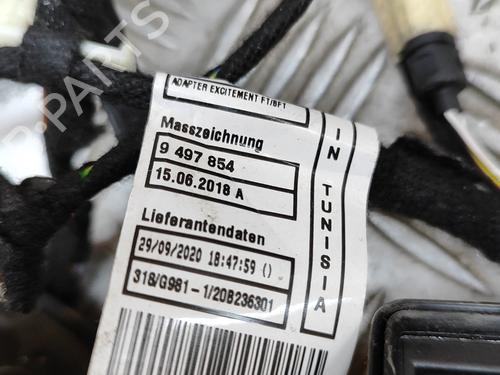 ADAPTER EXCITEMENT FT/BFT
Masszeichnung
9 497 854
15.06.2018 A
Lieferantendaten
29/09/2020 18:47:59 ()
318/G981-1/20B236301
IN TUNISIA
PARTS